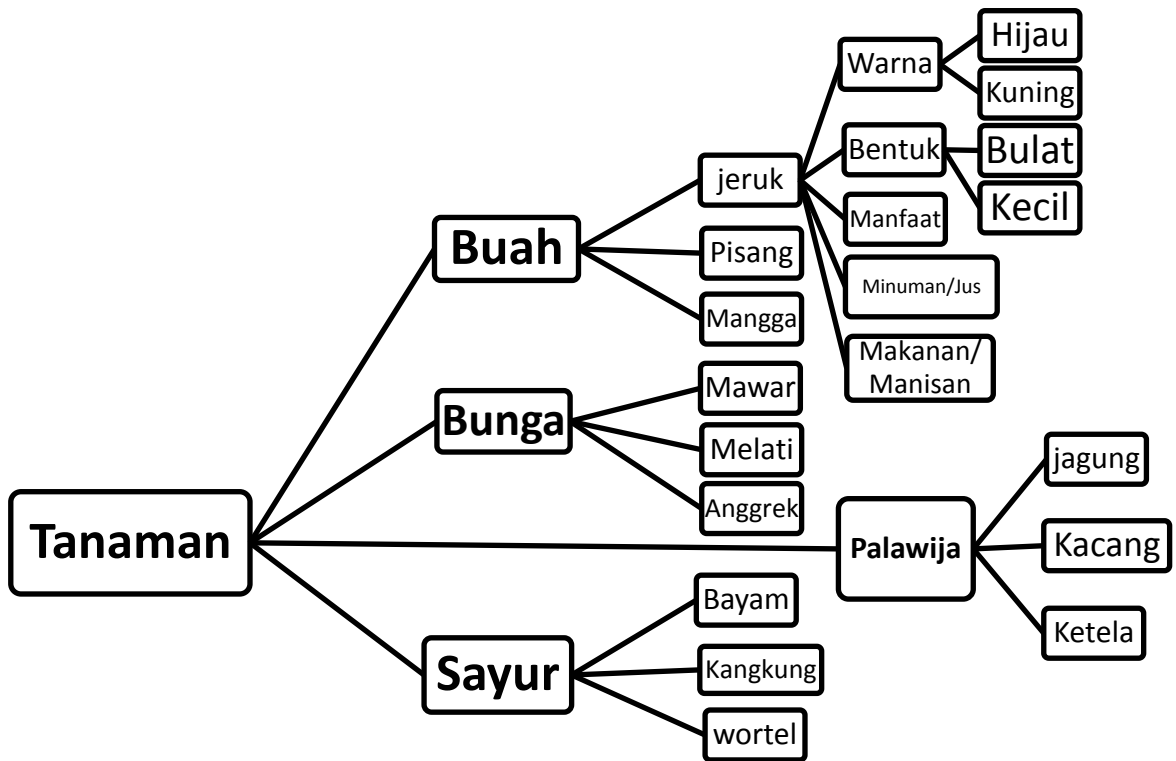 Tanaman
Buah
jeruk
Warna
Hijau
Kuning
Bentuk
Bulat
Kecil
Manfaat
Minuman/Jus
Makanan/
Manisan
Pisang
Mangga
Bunga
Mawar
Melati
Anggrek
Palawija
jagung
Kacang
Ketela
Sayur
Bayam
Kangkung
wortel